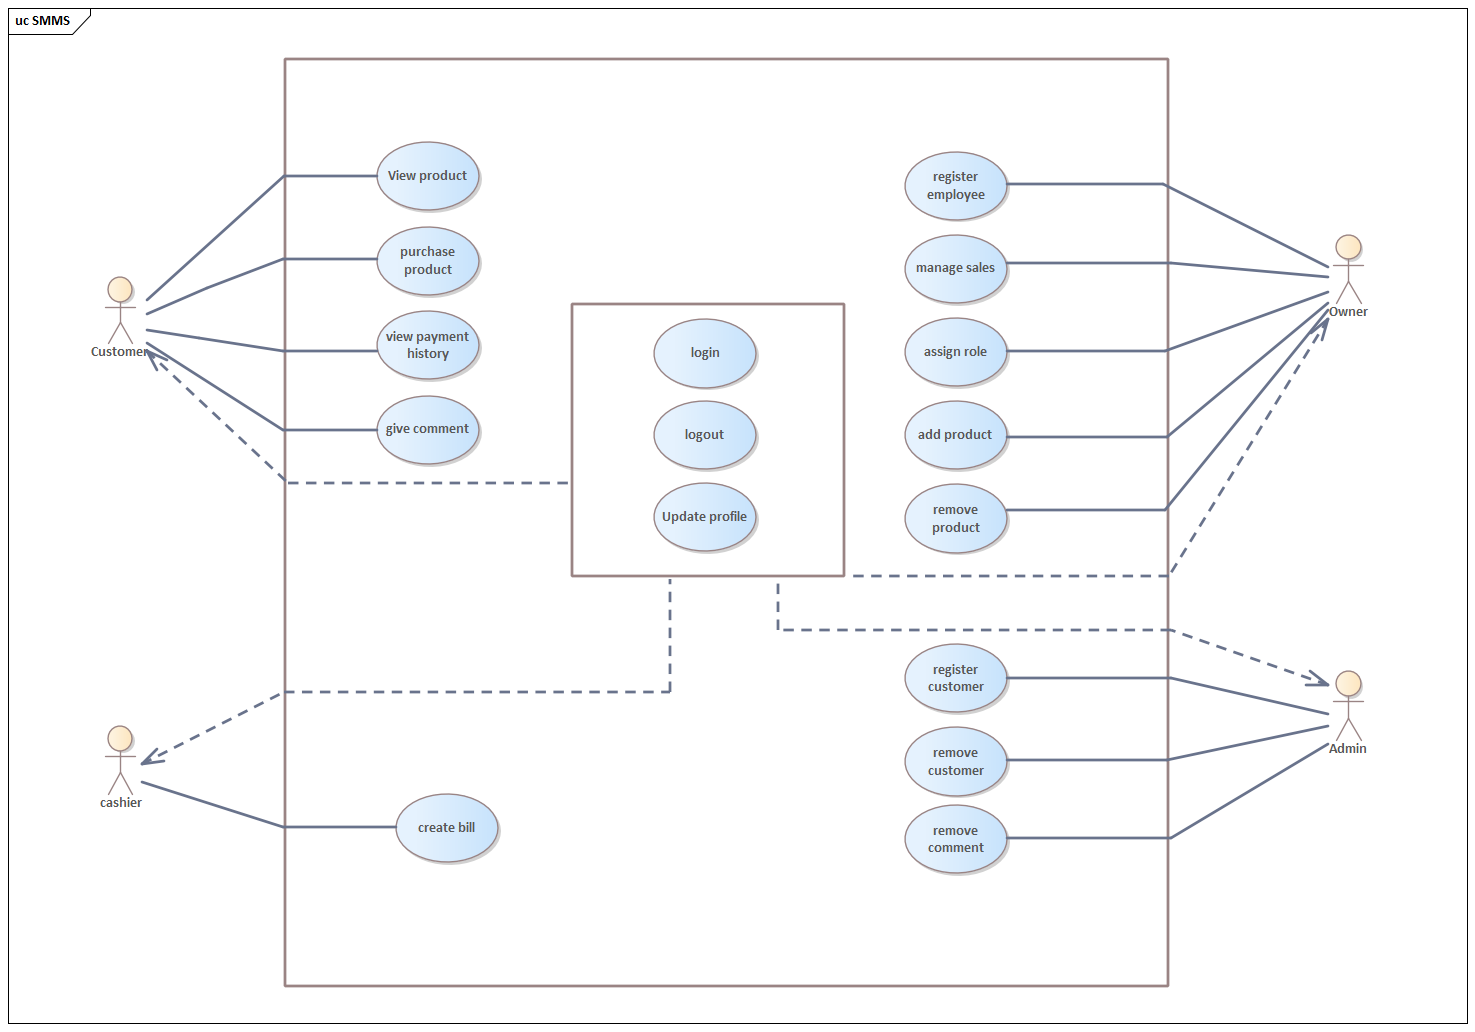 uc SMMS
View product
purchase
product
view payment
history
give comment
Customer
login
logout
Update profile
register
employee
manage sales
assign role
add product
remove
product
Owner
register
customer
remove
customer
remove
comment
Admin
cashier
create bill